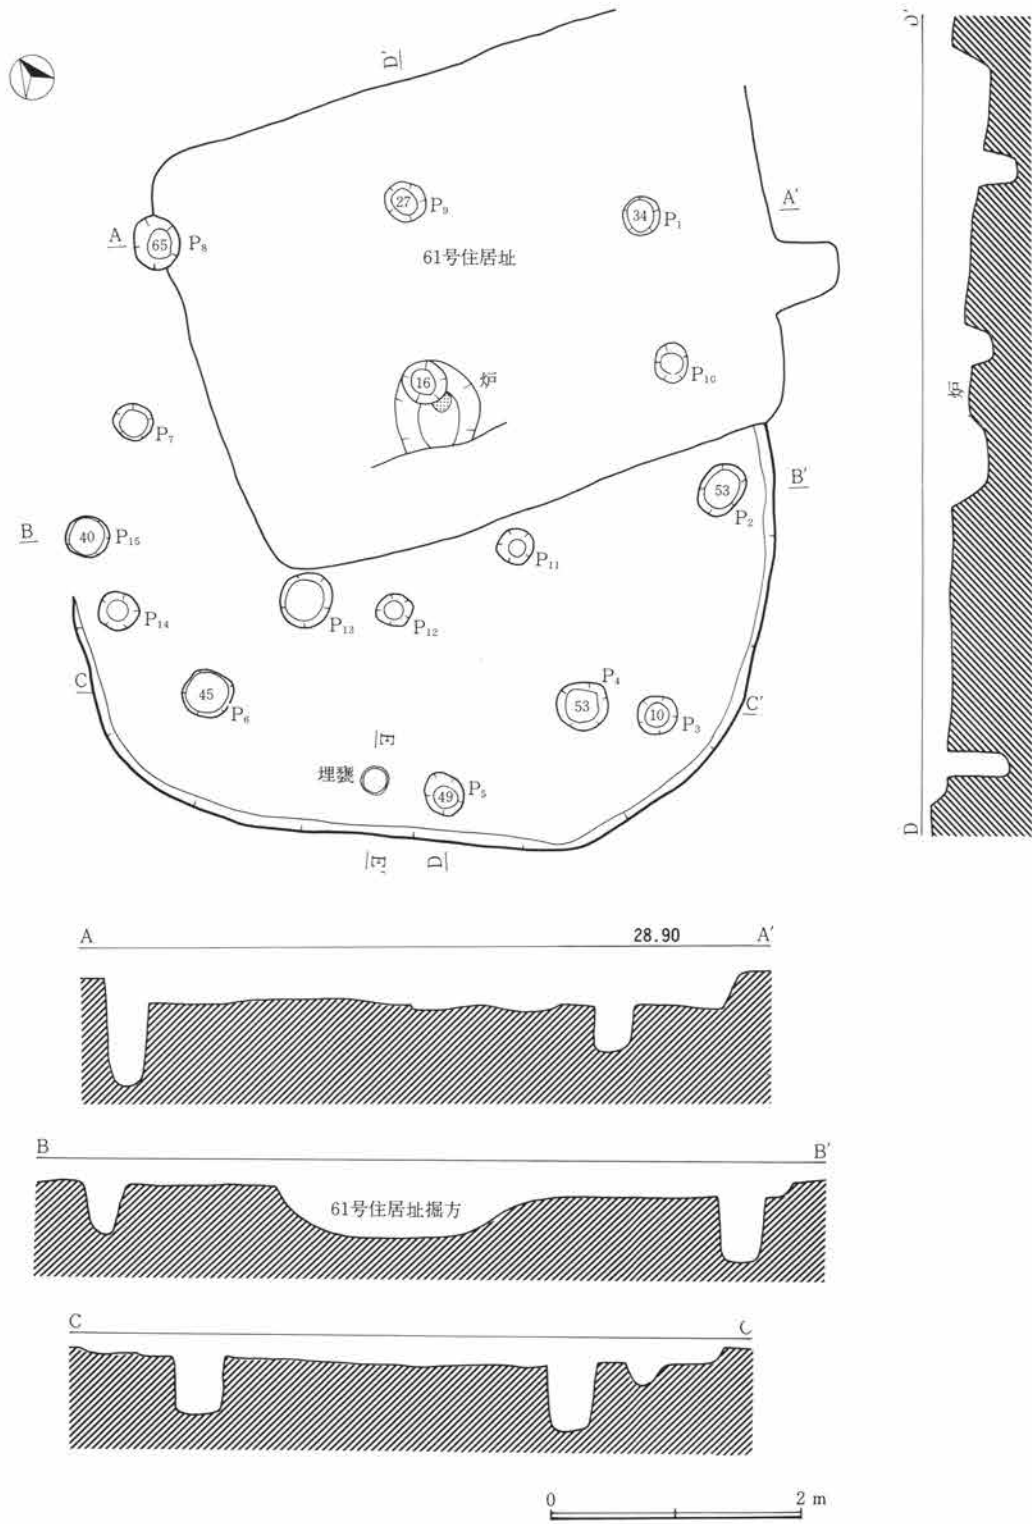 D'
D'
27
P₉
34
P₁
A'
A
65
P₈
61号住居址
16
炉
P₁₀
炉
P₇
53
P₂
B'
B
40
P₁₅
P₁₁
P₁₄
P₁₃
P₁₂
C
45
P₆
P₄
53
10
P₃
C'
E
埋甕
49
P₅
E'
D
D
A
28.90
A'
B
B'
61号住居址掘方
C
C
0
2 m